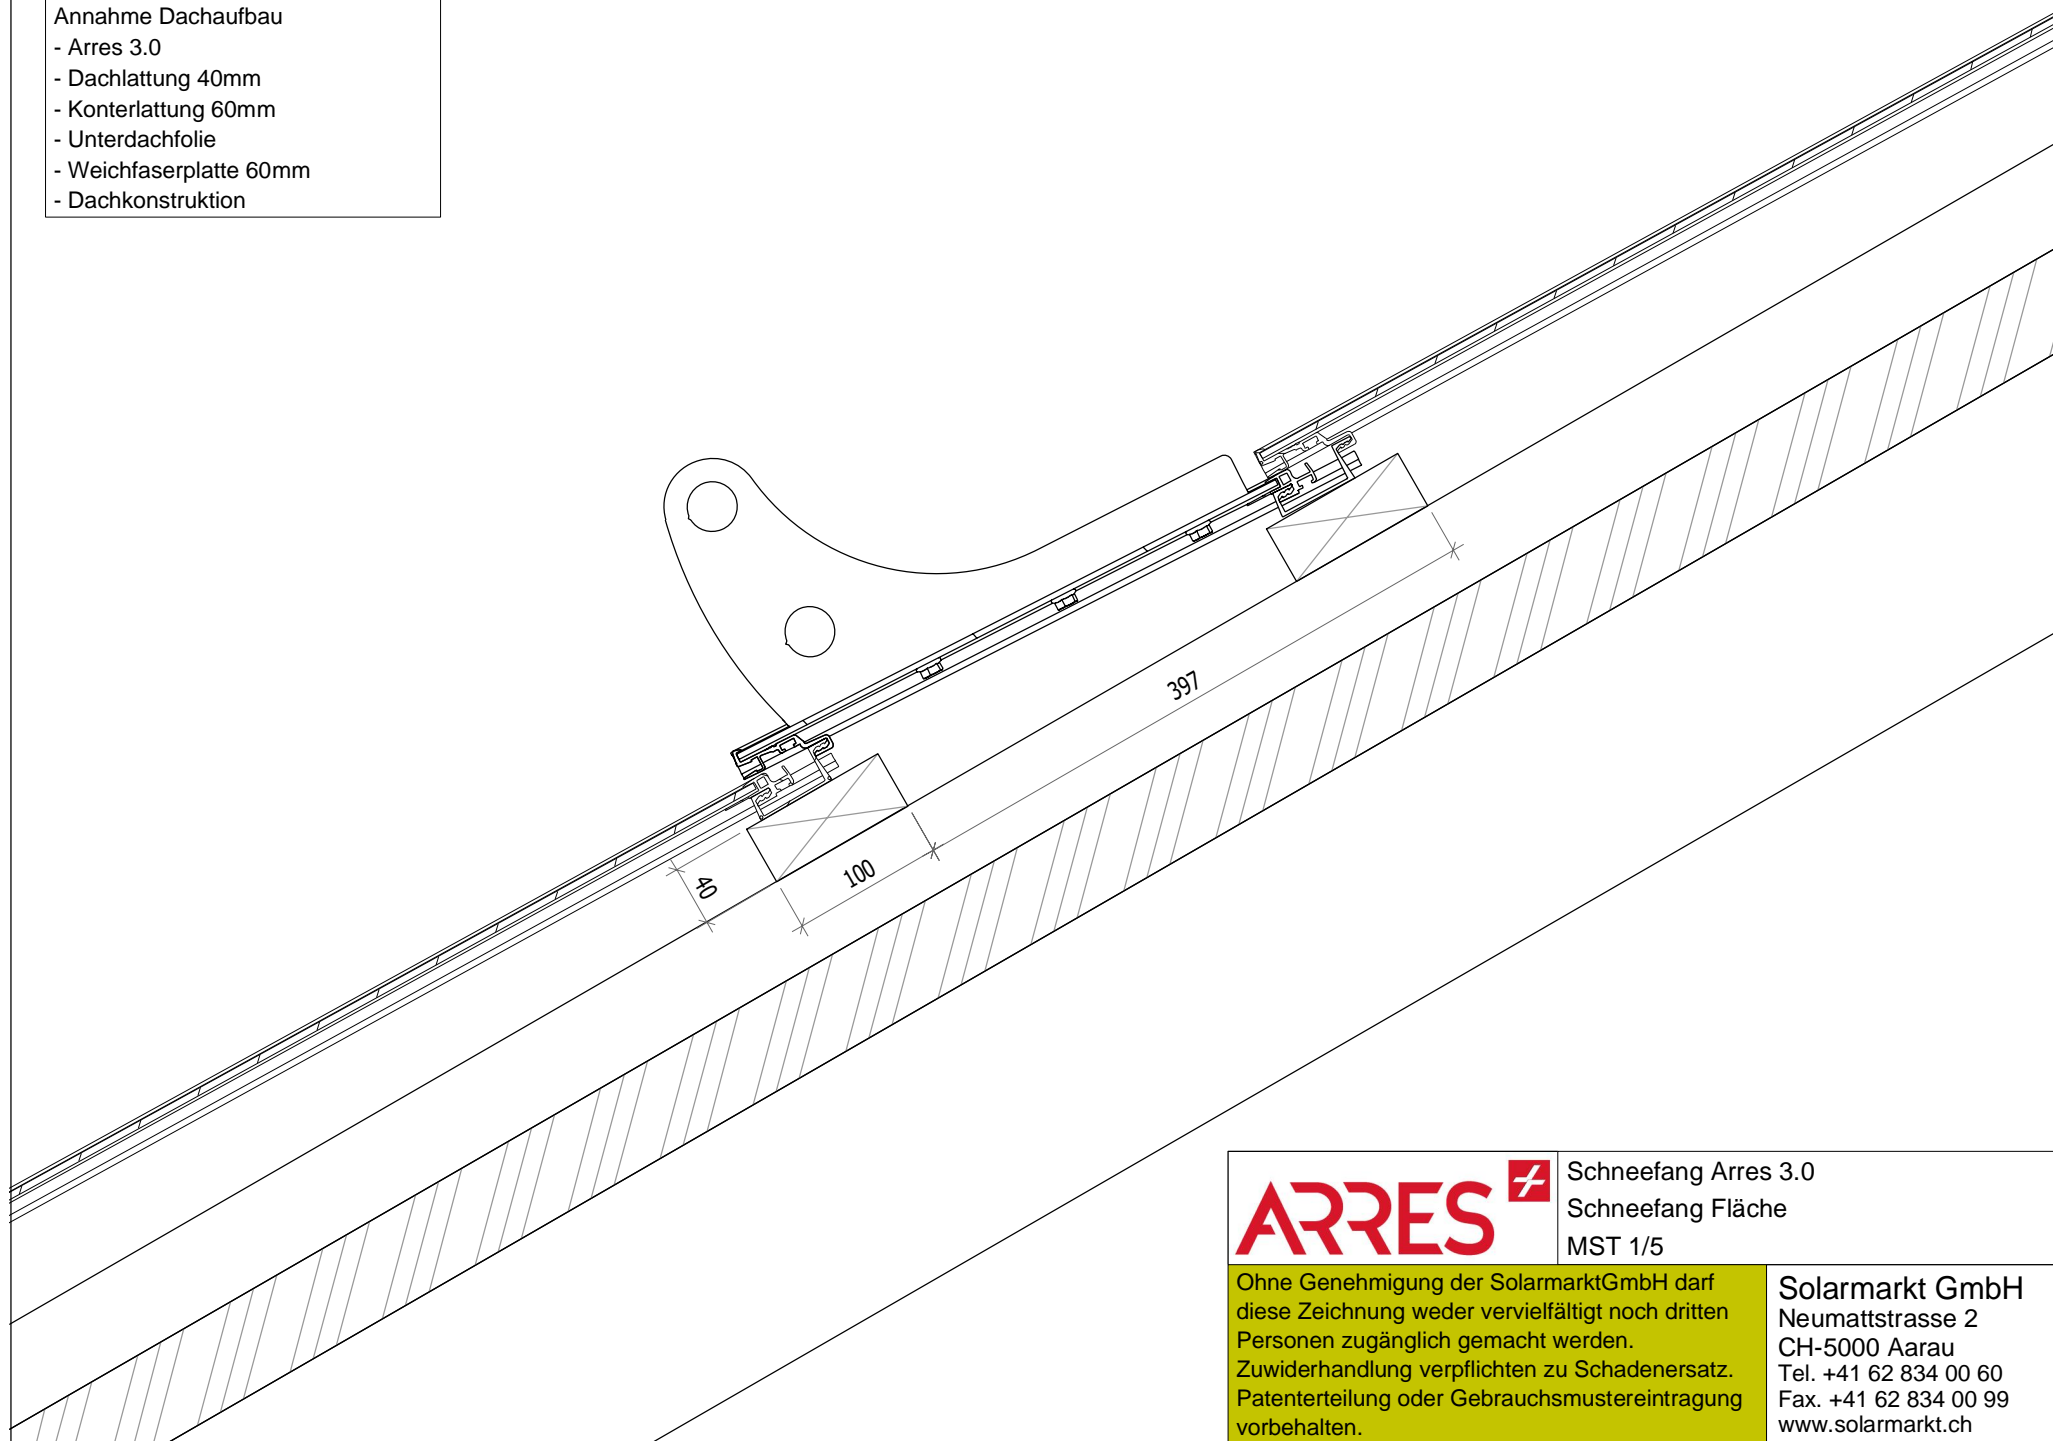 Annahme Dachaufbau
- Arres 3.0
- Dachlattung 40mm
- Konterlattung 60mm
- Unterdachfolie
- Weichfaserplatte 60mm
- Dachkonstruktion
397
100
40
ARRES
Schneefang Arres 3.0
Schneefang Fläche
MST 1/5
Ohne Genehmigung der SolarmarktGmbH darf
diese Zeichnung weder vervielfältigt noch dritten
Personen zugänglich gemacht werden.
Zuwiderhandlung verpflichten zu Schadenersatz.
Patenterteilung oder Gebrauchsmustereintragung
vorbehalten.
Solarmarkt GmbH
Neumattstrasse 2
CH-5000 Aarau
Tel. +41 62 834 00 60
Fax. +41 62 834 00 99
www.solarmarkt.ch